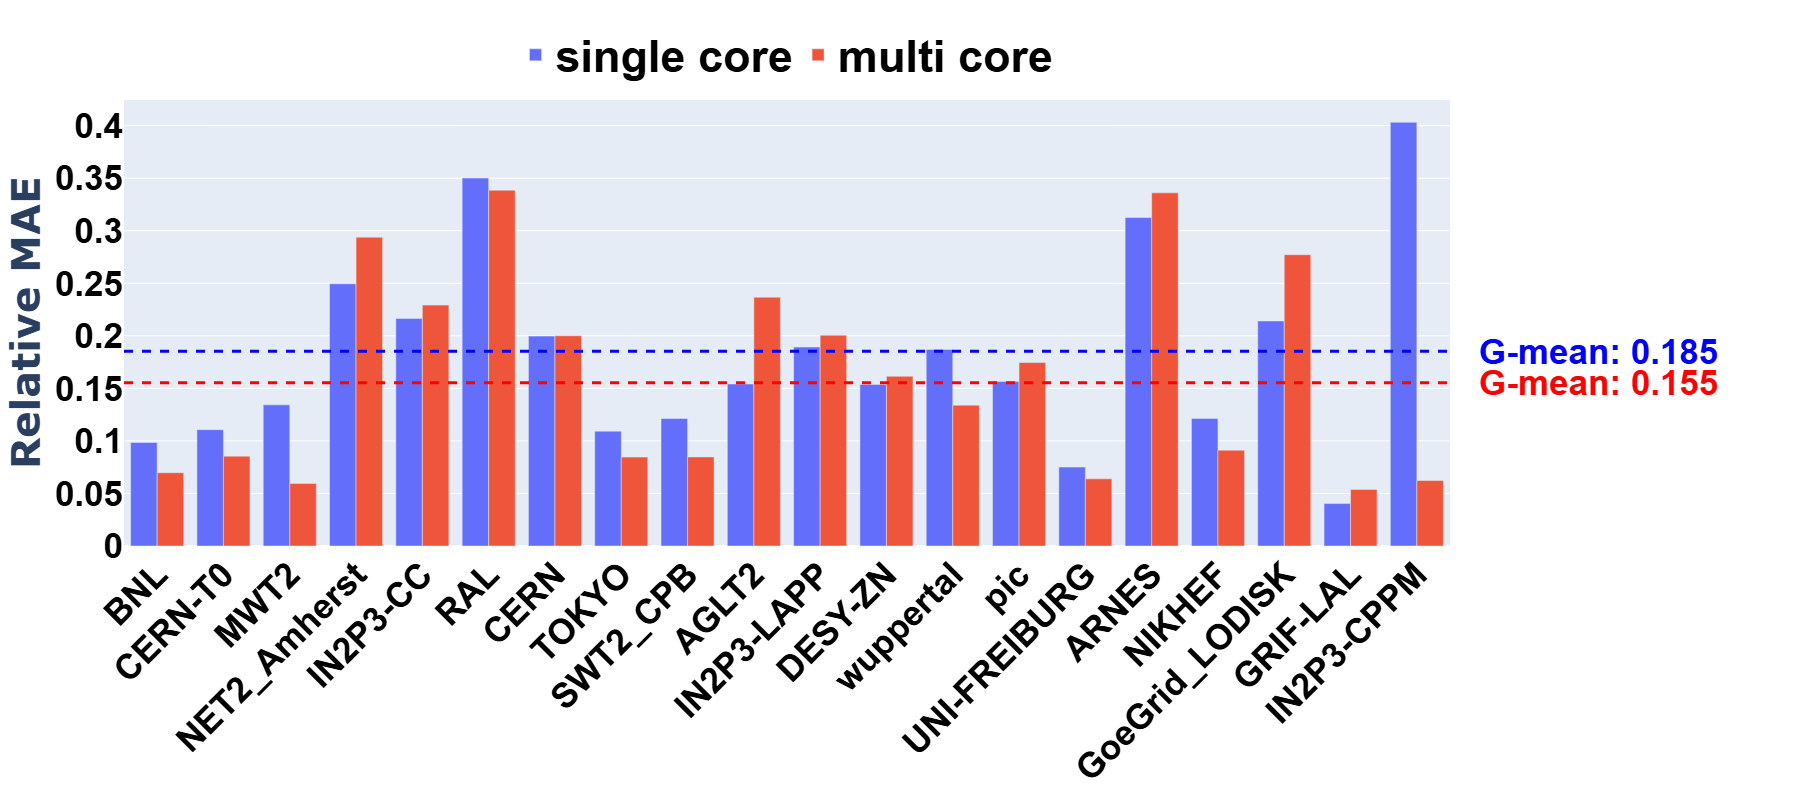 single core multi core
Relative MAE
0.4
0.35
0.3
0.25
0.2
0.15
0.1
0.05
0
G-mean: 0.185
G-mean: 0.155
BNL
CERN-T0
MWT2
NET2_Amherst
IN2P3-CC
RAL
CERN
TOKYO
SWT2_CPB
AGLT2
IN2P3-LAPP
DESY-ZN
wuppertal
pic
UNI-FREIBURG
ARNES
NIKHEF
GoeGrid_LODISK
GRIF-LAL
IN2P3-CPPM